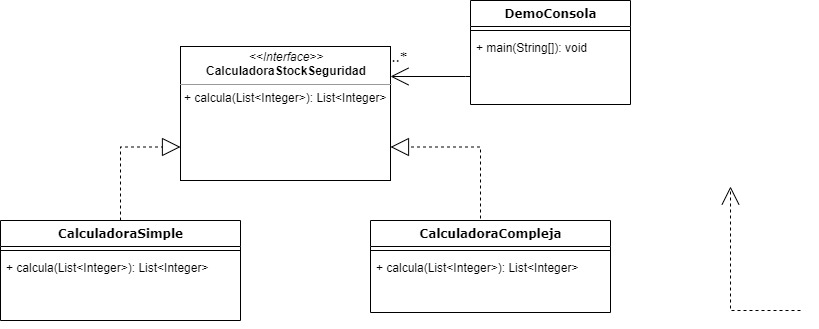 DemoConsola
+ main(String[]): void
<<Interface>>
CalculadoraStockSeguridad
..*
+ calcula(List<Integer>): List<Integer>
CalculadoraSimple
+ calcula(List<Integer>): List<Integer>
CalculadoraCompleja
+ calcula(List<Integer>): List<Integer>